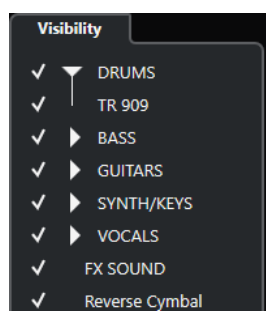 Visibility
DRUMS
TR 909
BASS
GUITARS
SYNTH/KEYS
VOCALS
FX SOUND
Reverse Cymbal